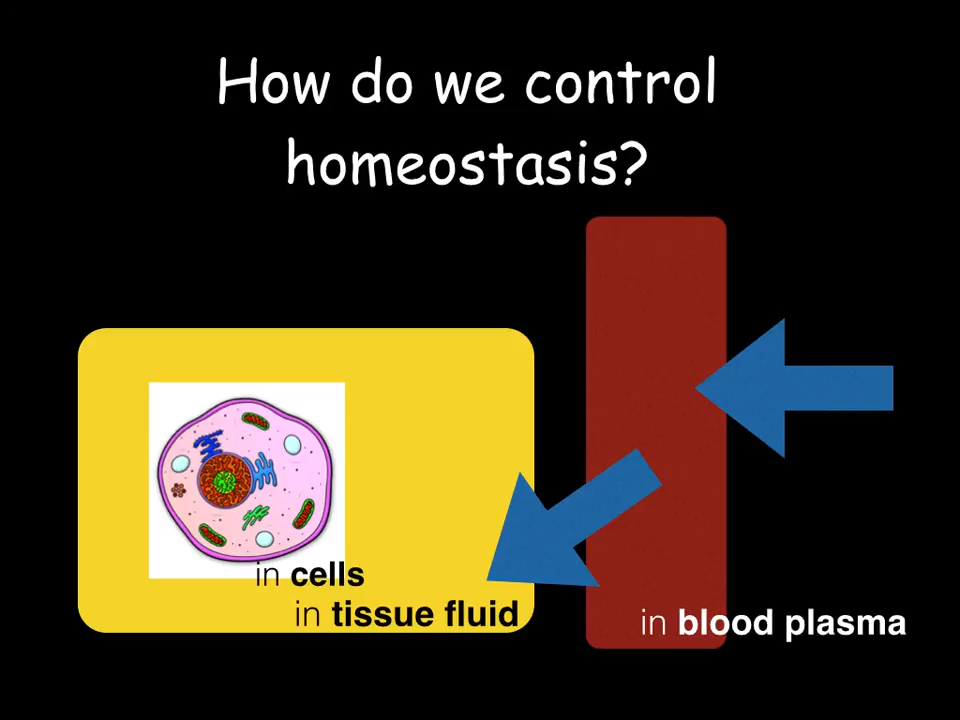 How do we control
homeostasis?
in cells
in tissue fluid
in blood plasma